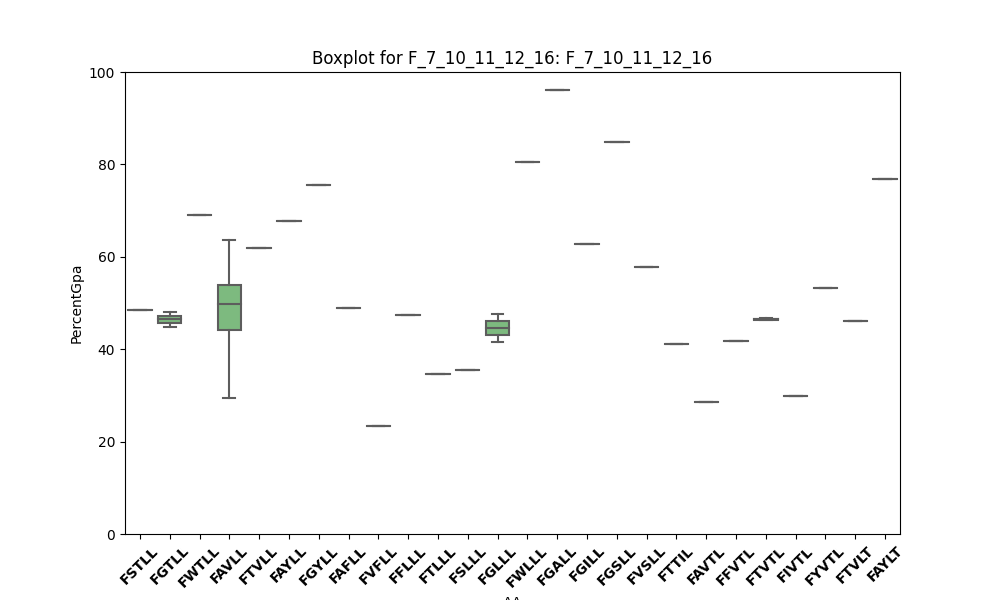 Boxplot for F_7_10_11_12_16: F_7_10_11_12_16
PercentGpa
100
80
60
40
20
0
FSTLL
FGTLL
FWTLL
FAVLL
FTVLL
FAYLL
FGYLL
FAFLL
FVFLL
FFLLL
FTLLL
FSLLL
FGLLL
FWLLL
FGALL
FGILL
FGSLL
FVSLL
FTTIL
FAVTL
FFVTL
FTVTL
FIVTL
FYVTL
FTVLT
FAYLT